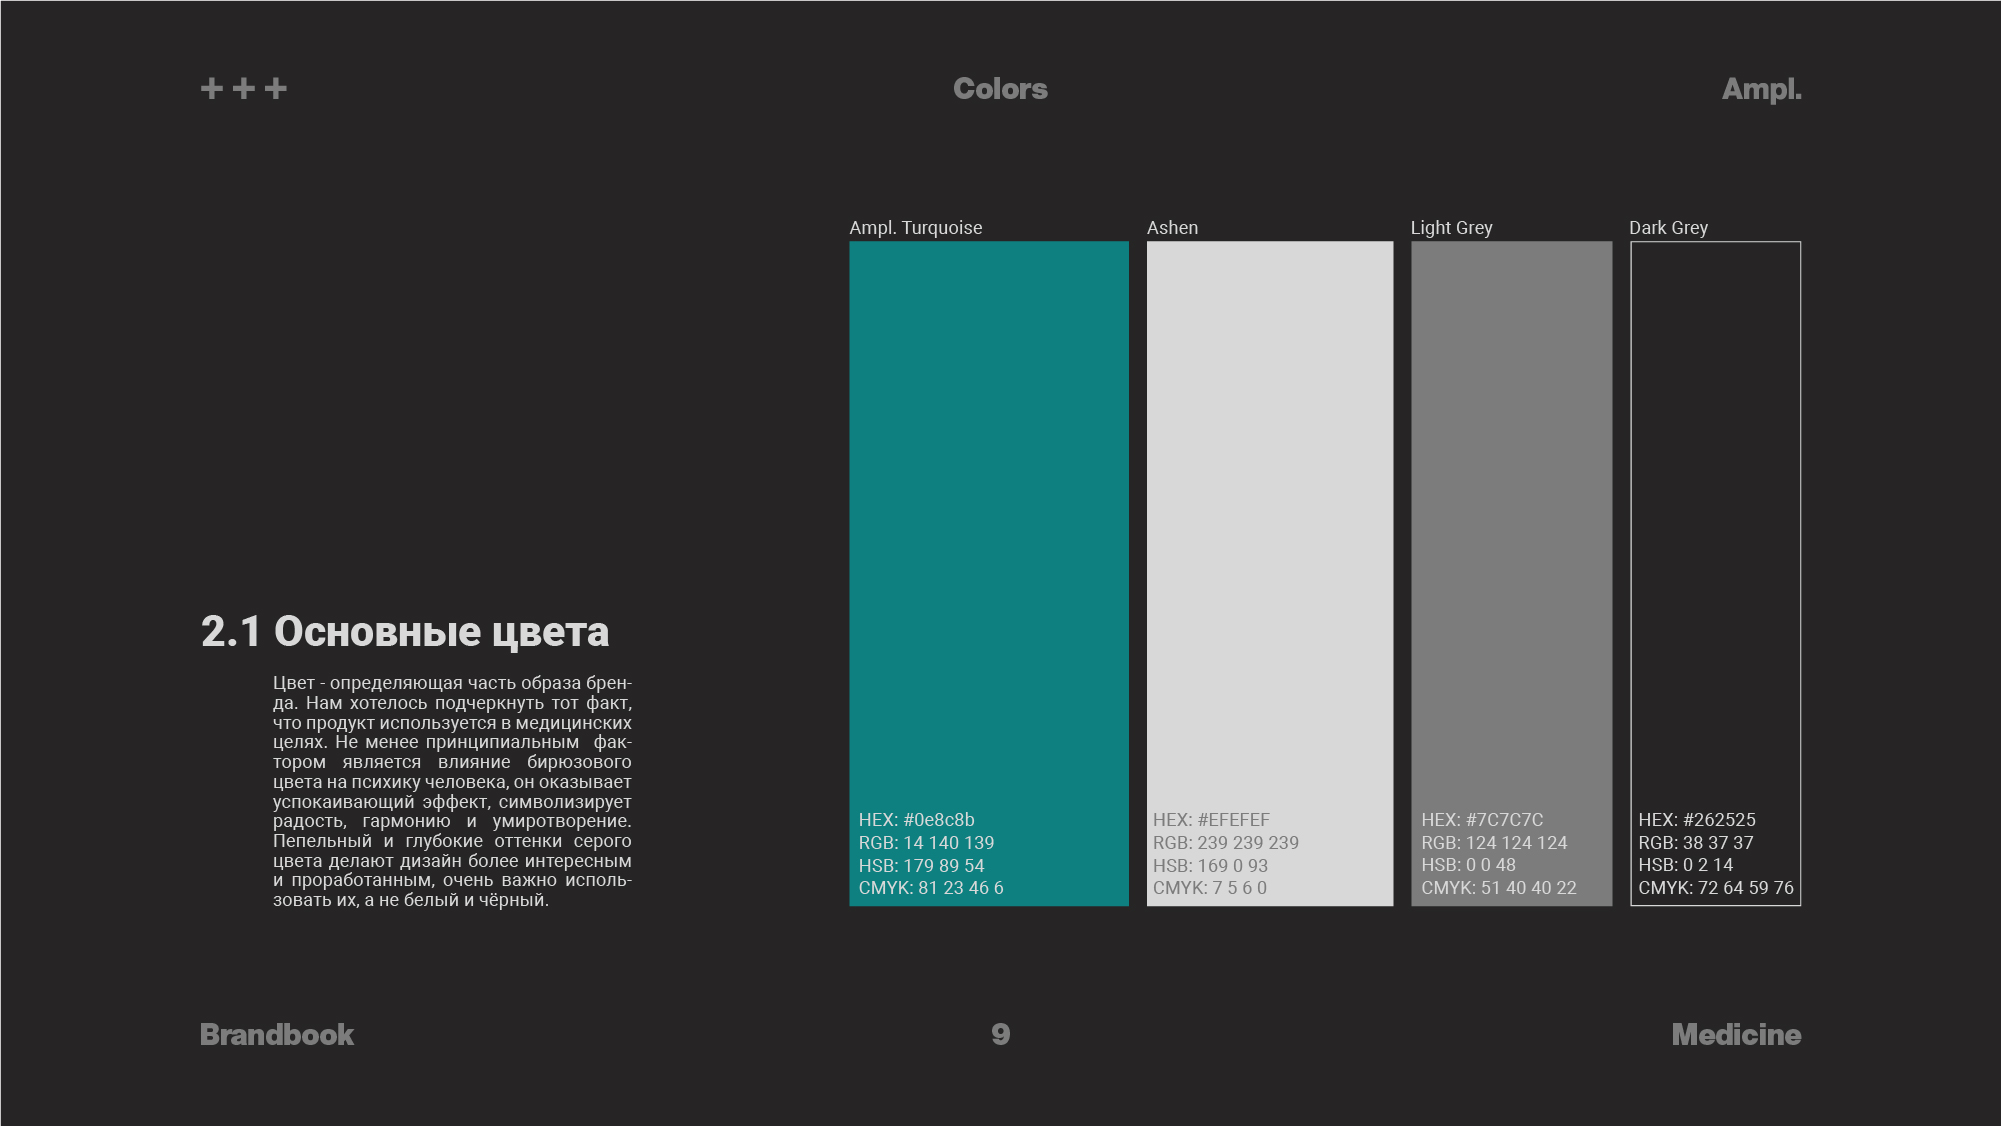 + + +
Colors
Ampl.
Ampl. Turquoise
Ashen
Light Grey
Dark Grey
2.1 Основные цвета
Цвет - определяющая часть образа брен-
да. Нам хотелось подчеркнуть тот факт,
что продукт используется в медицинских
целях. Не менее принципиальным фак-
тором является влияние бирюзового
цвета на психику человека, он оказывает
успокаивающий эффект, символизирует
радость, гармонию и умиротворение.
Пепельный и глубокие оттенки серого
цвета делают дизайн более интересным
и проработанным, очень важно исполь-
зовать их, а не белый и чёрный.
HEX: #0e8c8b
RGB: 14 140 139
HSB: 179 89 54
CMYK: 81 23 46 6
HEX: #EFEFEF
RGB: 239 239 239
HSB: 169 0 93
CMYK: 7 5 6 0
HEX: #7C7C7C
RGB: 124 124 124
HSB: 0 0 48
CMYK: 51 40 40 22
HEX: #262525
RGB: 38 37 37
HSB: 0 2 14
CMYK: 72 64 59 76
Brandbook
9
Medicine